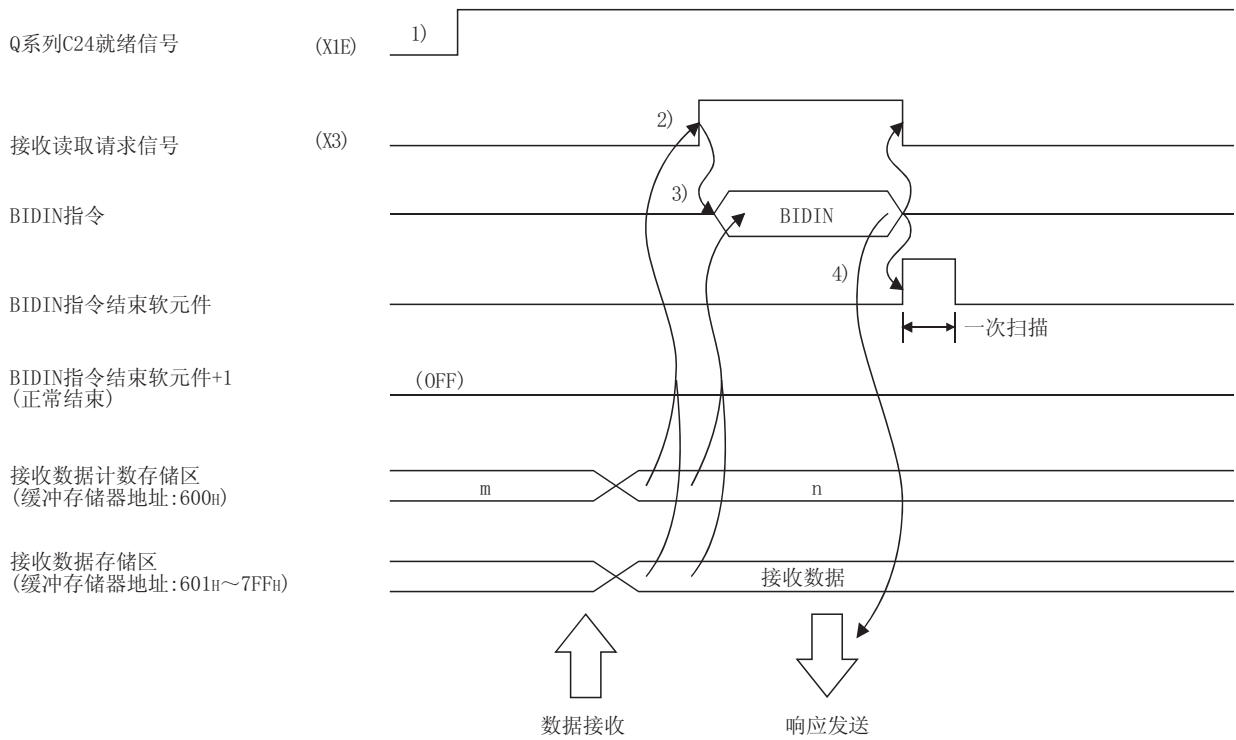 Q系列C24就绪信号 (X1E) 1)
接收读取请求信号 (X3) 2)
BIDIN指令 3) BIDIN
BIDIN指令结束软元件 4)
一次扫描
BIDIN指令结束软元件+1 (OFF)
(正常结束)
接收数据计数存储区
(缓冲存储器地址:600H) m n
接收数据存储区
(缓冲存储器地址:601H～7FFH) 接收数据
数据接收 响应发送